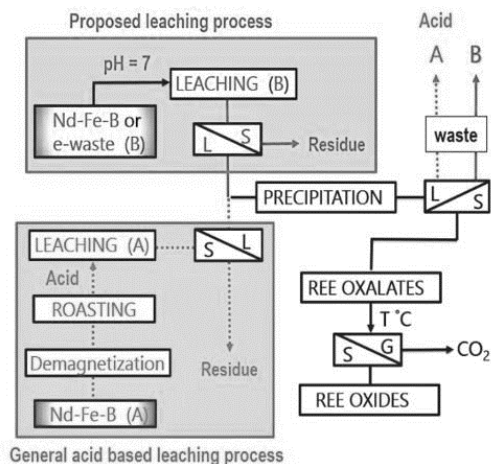 Proposed leaching process
pH = 7
LEACHING (B)
Nd-Fe-B or
e-waste (B)
L S
Residue
Acid
A B
waste
PRECIPITATION
L S
LEACHING (A)
S L
Acid
ROASTING
Residue
Demagnetization
Nd-Fe-B (A)
General acid based leaching process
REE OXALATES
T °C
S G
CO₂
REE OXIDES